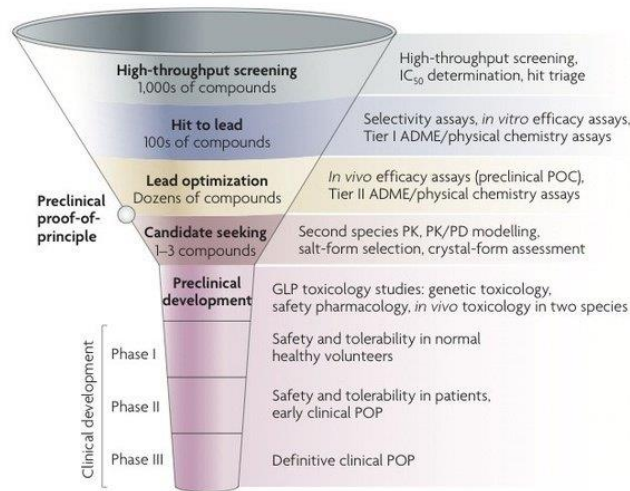 High-throughput screening
1,000s of compounds
High-throughput screening,
IC50 determination, hit triage
Hit to lead
100s of compounds
Selectivity assays, in vitro efficacy assays,
Tier I ADME/physical chemistry assays
Lead optimization
Dozens of compounds
In vivo efficacy assays (preclinical POC),
Tier II ADME/physical chemistry assays
Preclinical
proof-of-
principle
Candidate seeking
1–3 compounds
Second species PK, PK/PD modelling,
salt-form selection, crystal-form assessment
Preclinical
development
GLP toxicology studies: genetic toxicology,
safety pharmacology, in vivo toxicology in two species
Clinical development
Phase I
Safety and tolerability in normal
healthy volunteers
Phase II
Safety and tolerability in patients,
early clinical POP
Phase III
Definitive clinical POP